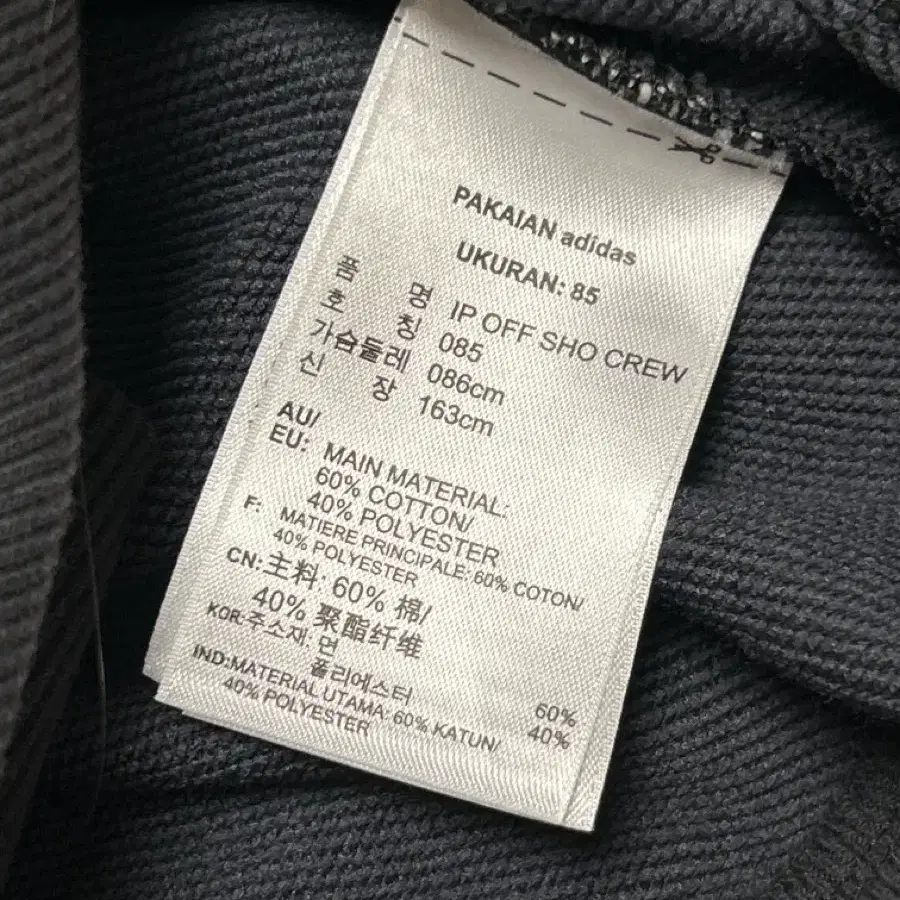 PAKAIAN adidas
UKURAN: 85
품 명 IP OFF SHO CREW
호 칭 085
가슴둘레 086cm
신 장 163cm
AU/
EU: MAIN MATERIAL:
60% COTTON/
40% POLYESTER
F: MATIERE PRINCIPALE: 60% COTON/
40% POLYESTER
CN:主料: 60% 棉/
40% 聚酯纤维
KOR:주소재: 면 60%
폴리에스터 40%
IND:MATERIAL UTAMA: 60% KATUN/
40% POLYESTER